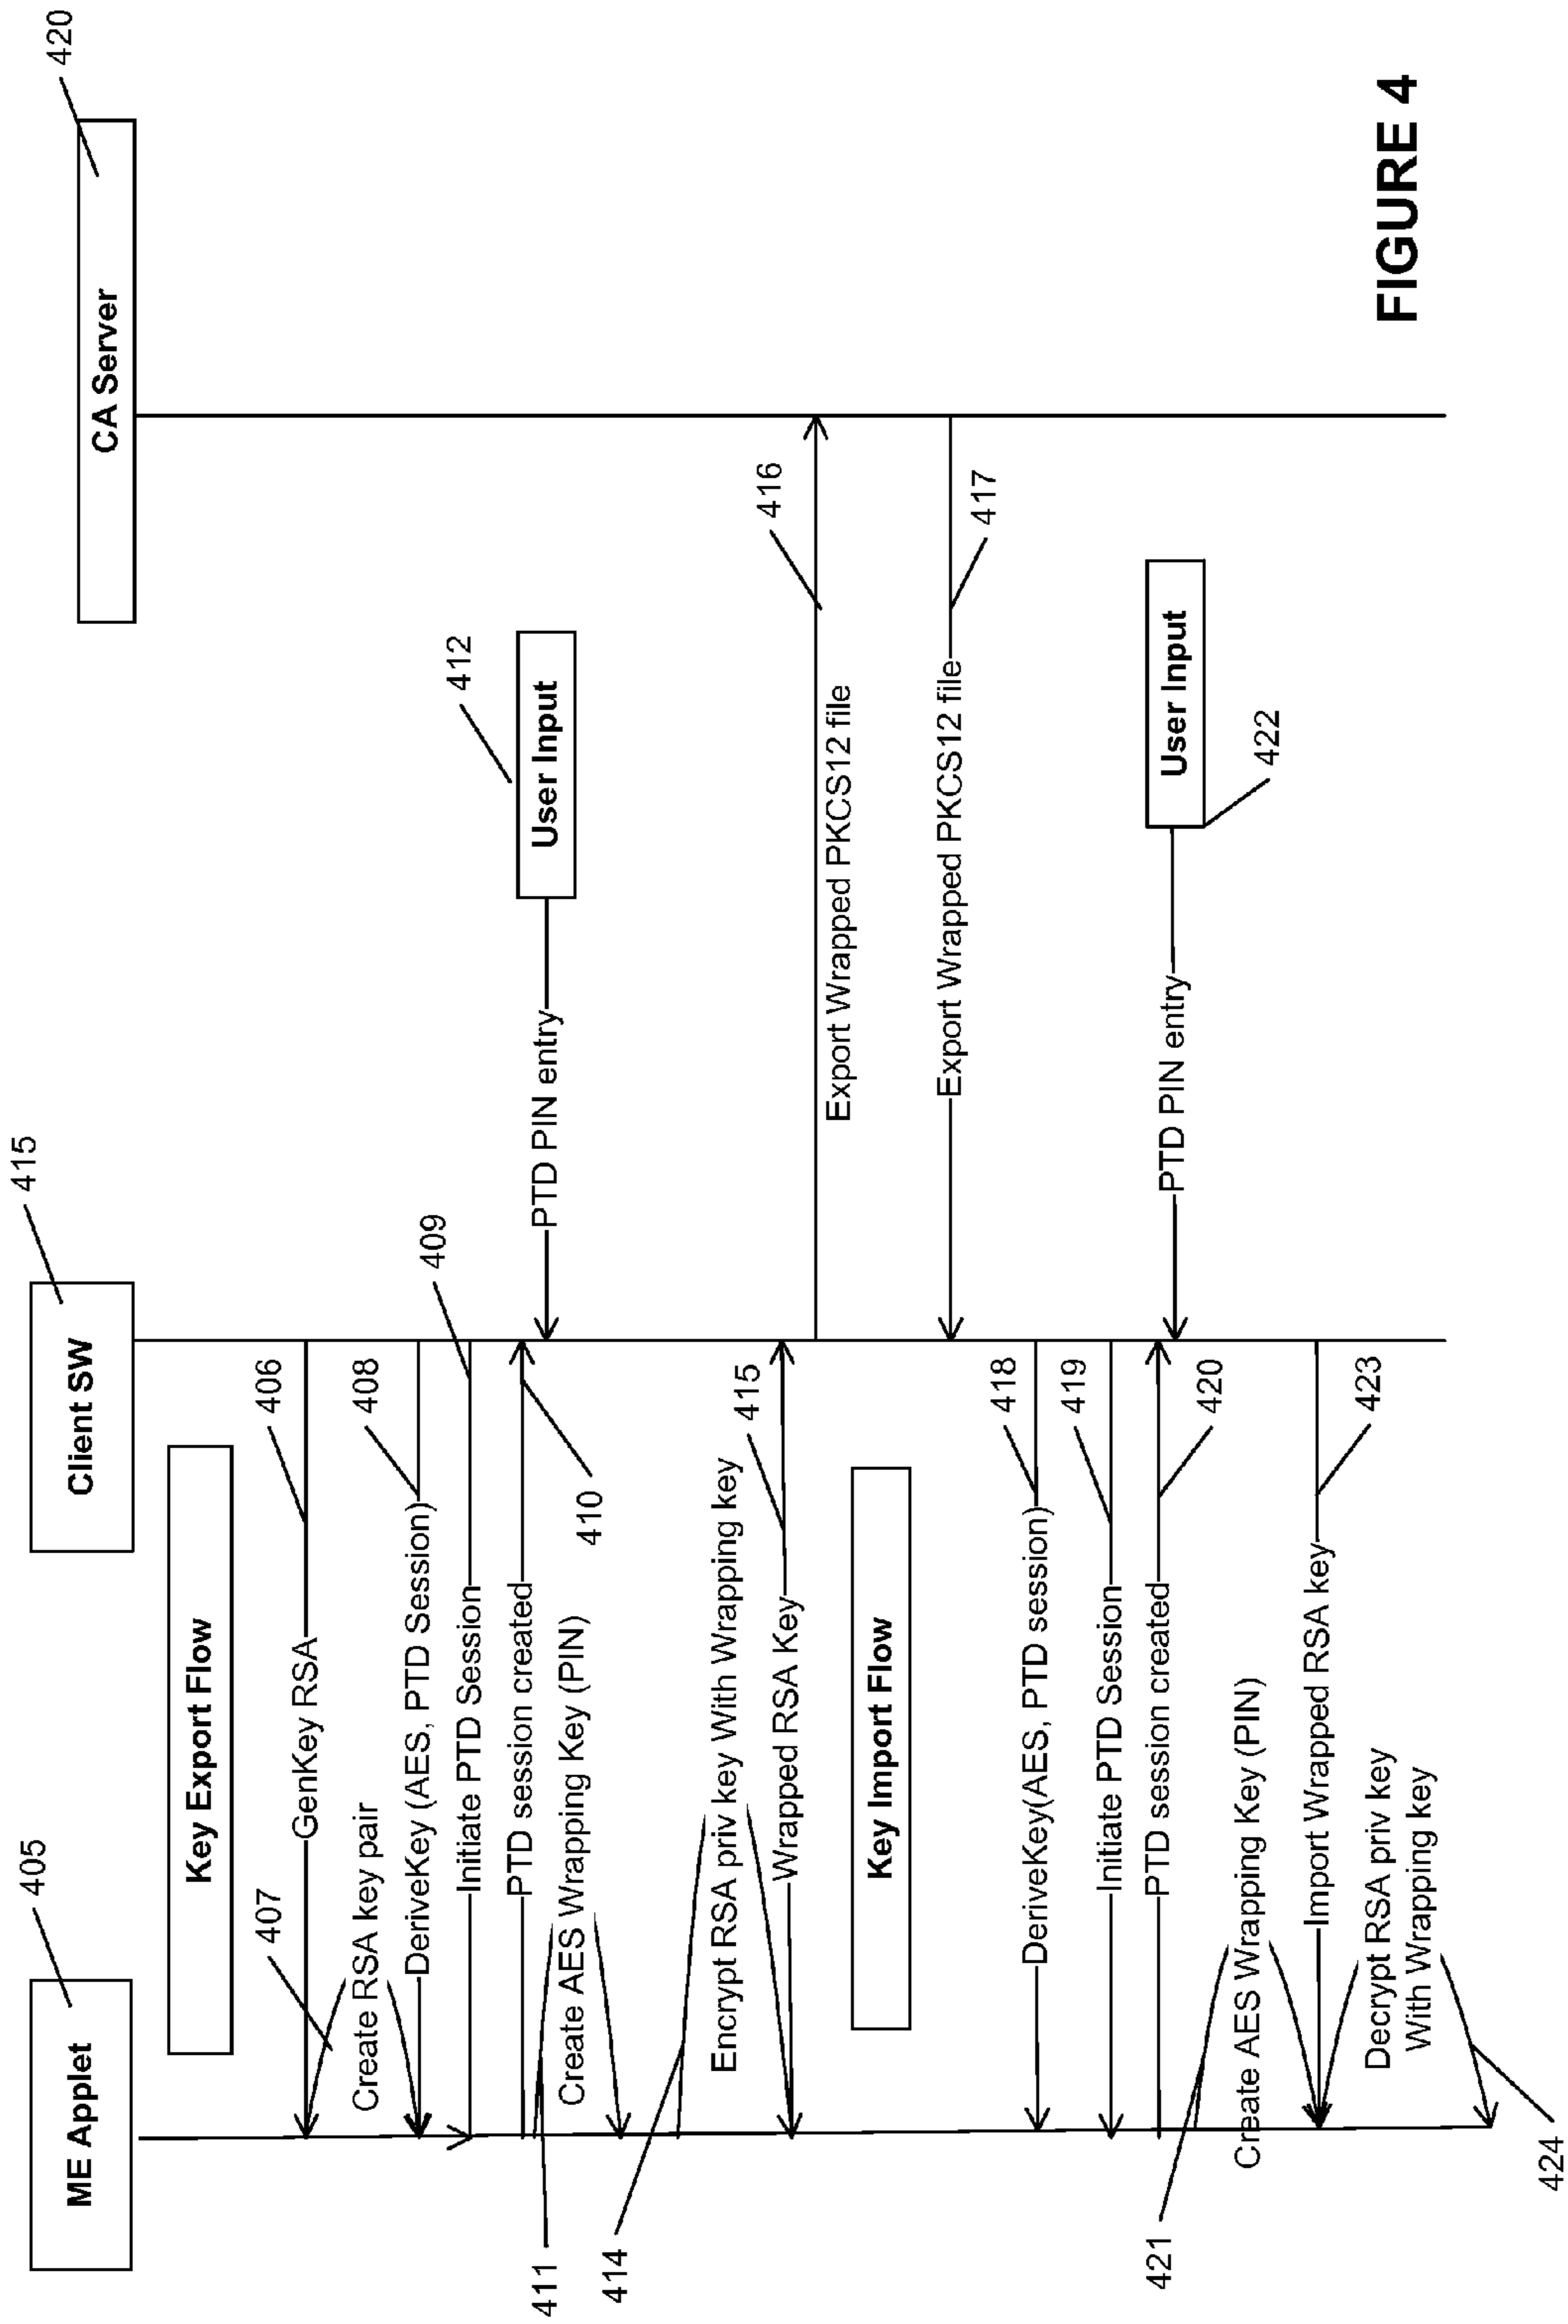 ME Applet
405
Client SW
415
CA Server
420
Key Export Flow
GenKey RSA
406
407
Create RSA key pair
DeriveKey (AES, PTD Session)
408
Initiate PTD Session
409
PTD session created
410
PTD PIN entry
User Input
412
411
Create AES Wrapping Key (PIN)
414
Encrypt RSA priv key With Wrapping key
Wrapped RSA Key
415
Export Wrapped PKCS12 file
416
Key Import Flow
Export Wrapped PKCS12 file
417
DeriveKey(AES, PTD session)
418
Initiate PTD Session
419
PTD session created
420
PTD PIN entry
User Input
422
421
Create AES Wrapping Key (PIN)
Import Wrapped RSA key
423
Decrypt RSA priv key
With Wrapping key
424
FIGURE 4